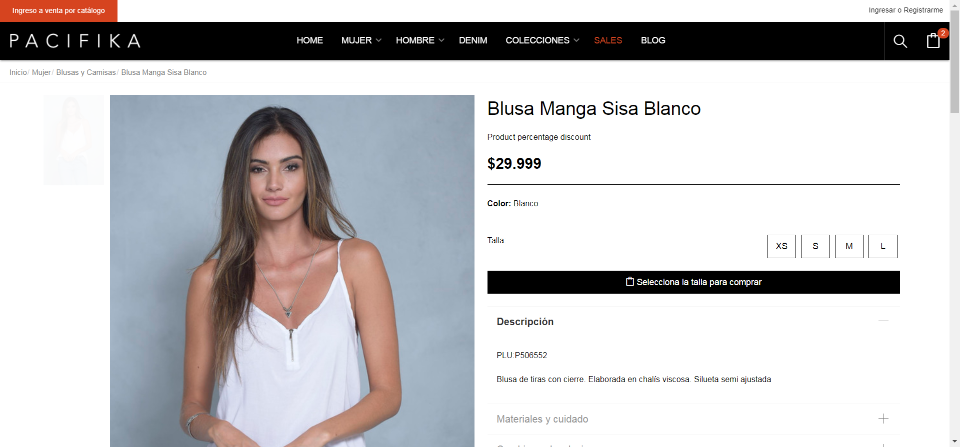 Ingreso a venta por catálogo
Ingresar o Registrarme
PACIFIKA
HOME MUJER HOMBRE DENIM COLECCIONES SALES BLOG
2
Inicio/ Mujer/ Blusas y Camisas/ Blusa Manga Sisa Blanco
Blusa Manga Sisa Blanco
Product percentage discount
$29.999
Color: Blanco
Talla
XS S M L
Selecciona la talla para comprar
Descripción
PLU:P506552
Blusa de tiras con cierre. Elaborada en chalís viscosa. Silueta semi ajustada
Materiales y cuidado